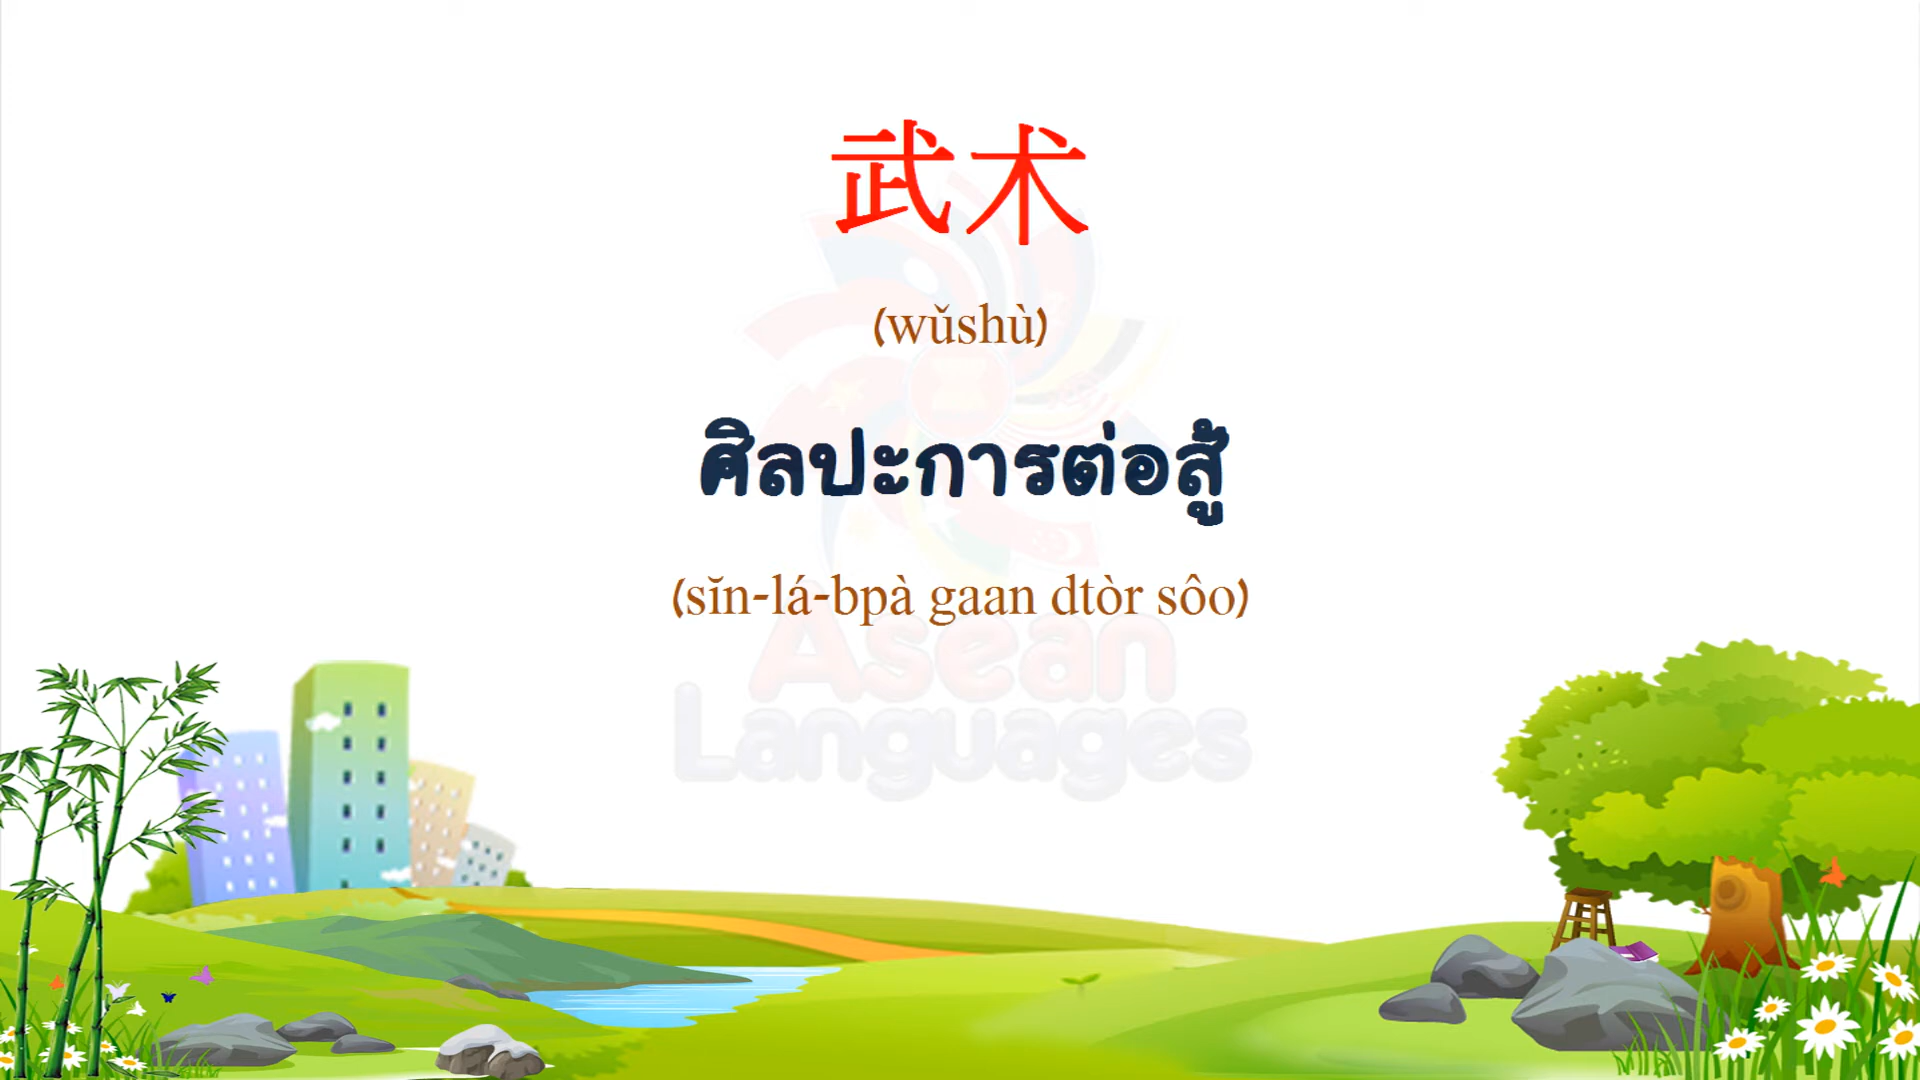 武术
(wǔshù)
ศิลปะการต่อสู้
(sĭn-lá-bpà gaan dtòr sôo)
Asean
Languages